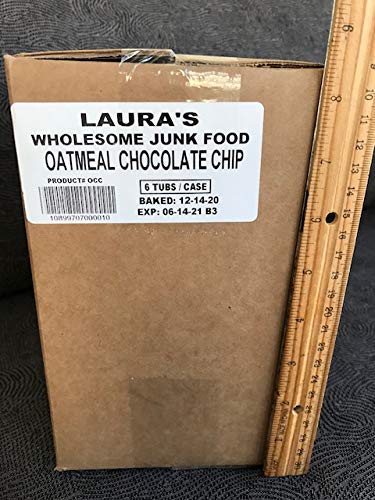 LAURA'S
WHOLESOME JUNK FOOD
OATMEAL CHOCOLATE CHIP
PRODUCT# OCC
6 TUBS / CASE
BAKED: 12-14-20
EXP: 06-14-21 B3
10899707000010